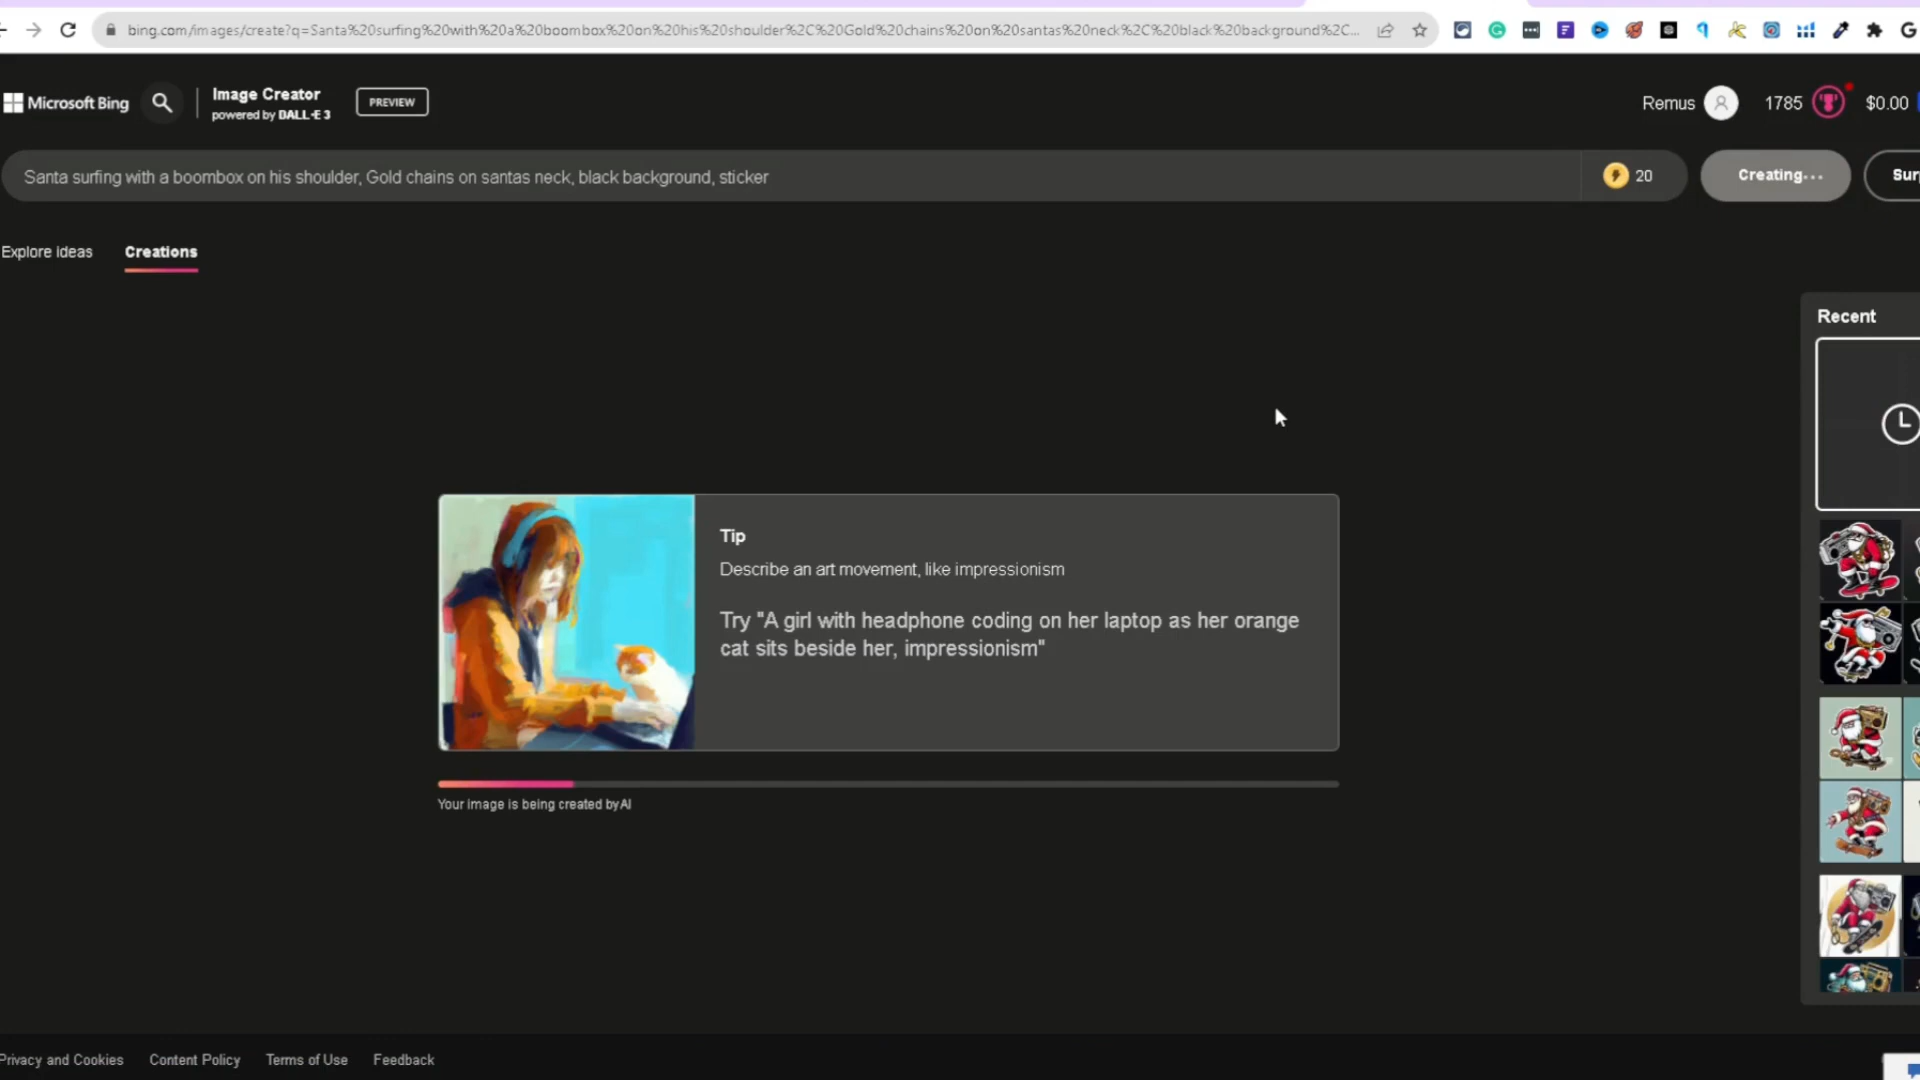 bing.com/images/create?q=Santa%20surfing%20with%20a%20boombox%20on%20his%20shoulder%2C%20Gold%20chains%20on%20santas%20neck%2C%20black%20background%2C...
Microsoft Bing
Image Creator
powered by DALL·E 3
PREVIEW
Remus
1785
$0.00
Santa surfing with a boombox on his shoulder, Gold chains on santas neck, black background, sticker
20
Creating...
Explore ideas
Creations
Recent
Tip
Describe an art movement, like impressionism
Try "A girl with headphone coding on her laptop as her orange
cat sits beside her, impressionism"
Your image is being created by AI
Privacy and Cookies
Content Policy
Terms of Use
Feedback